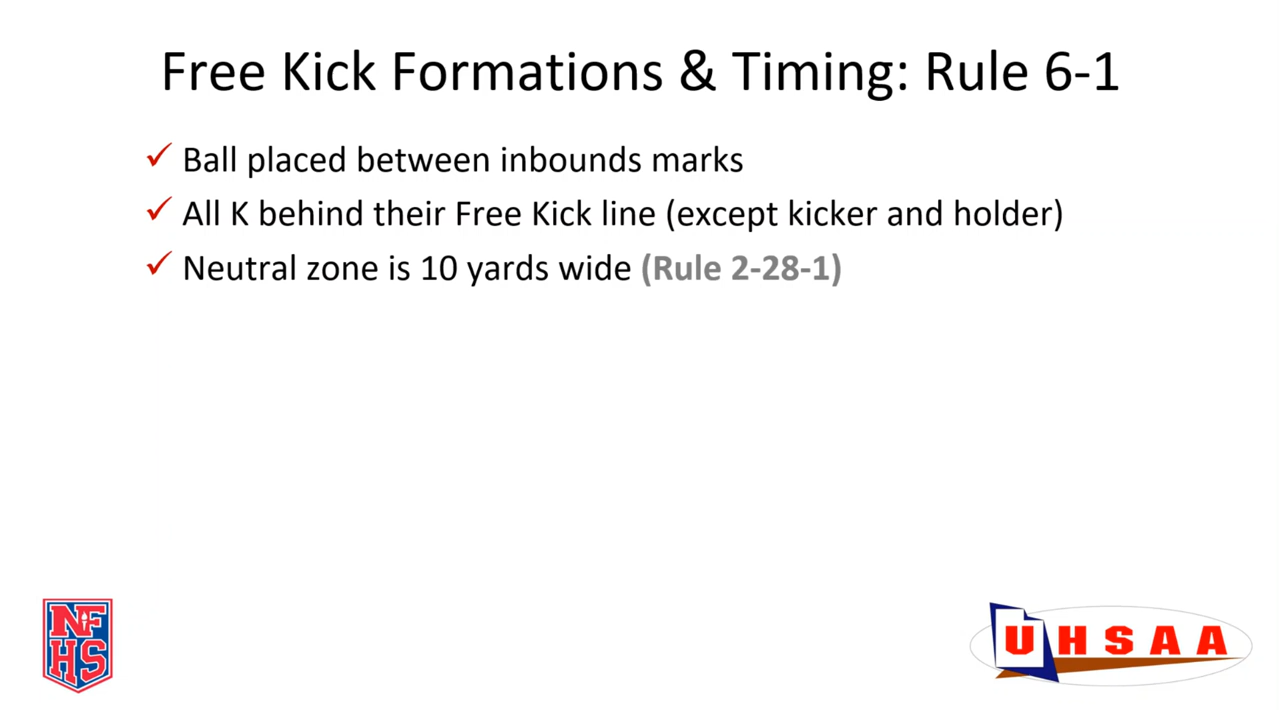 Free Kick Formations & Timing: Rule 6-1
✓ Ball placed between inbounds marks
✓ All K behind their Free Kick line (except kicker and holder)
✓ Neutral zone is 10 yards wide (Rule 2-28-1)
NF
HS
UHSAA